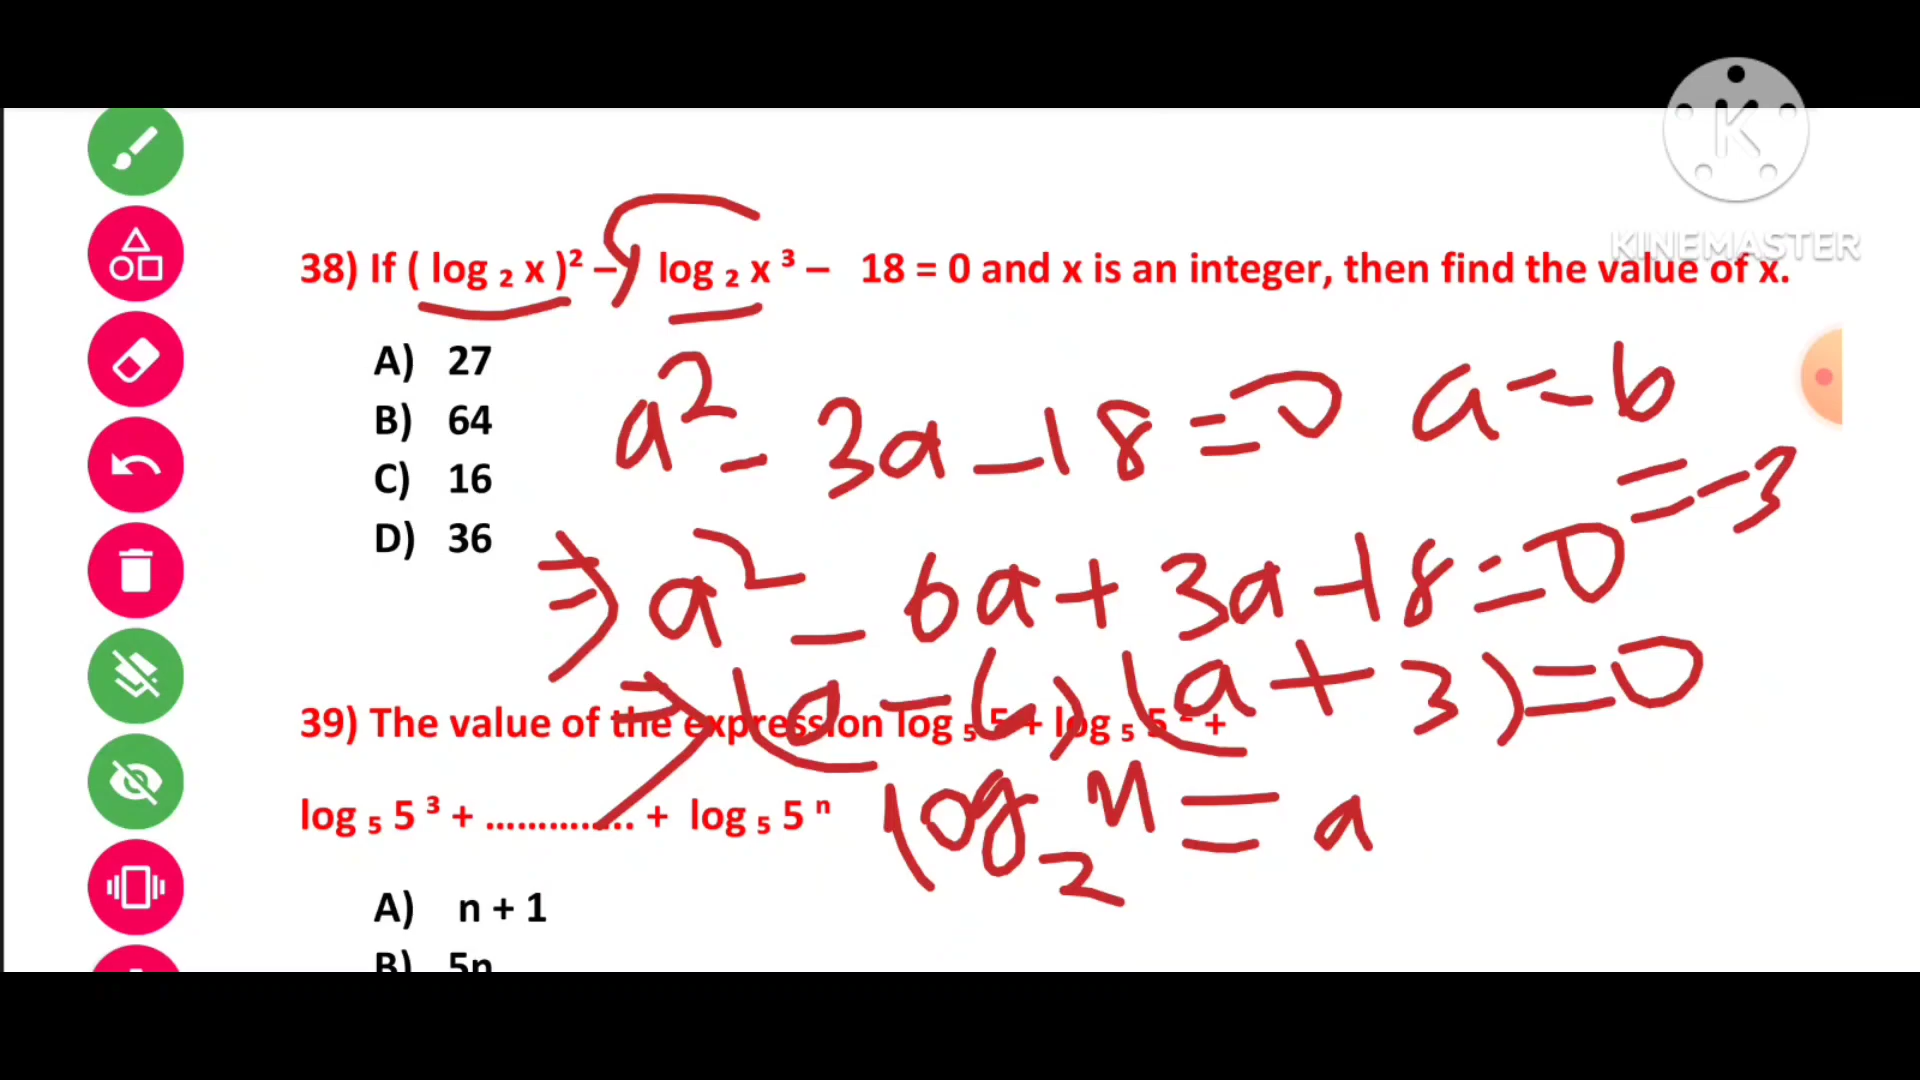 KINEMASTER
38) If ( log ₂ x )² – log ₂ x ³ – 18 = 0 and x is an integer, then find the value of x.
A) 27
B) 64
C) 16
D) 36
a² - 3a - 18 = 0 a = 6
= -3
⇒ a² - 6a + 3a - 18 = 0
⇒ (a - 6) (a + 3) = 0
39) The value of the expression log ₅ 5 + log ₅ 5 ² +
log ₅ 5 ³ + .............. + log ₅ 5 ⁿ
log₂ x = a
A) n + 1
B) 5n